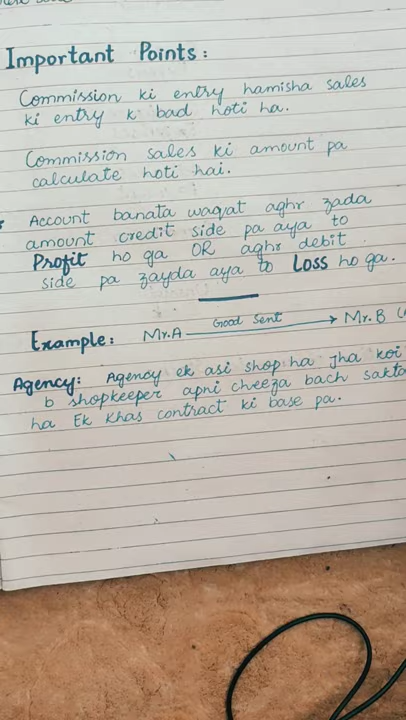 Important Points:
Commission ki entry hamisha sales
ki entry k bad hoti ha.
Commission sales ki amount pa
calculate hoti hai.
Account banata waqat aghr zada
amount credit side pa aya to
Profit ho ga OR aghr debit
side pa zayda aya to Loss ho ga.
Example: Mr.A Good Sent Mr.B
Agency: Agency ek asi shop ha Jha koi
b shopkeeper apni cheeza bach sakta
ha Ek khas contract ki base pa.